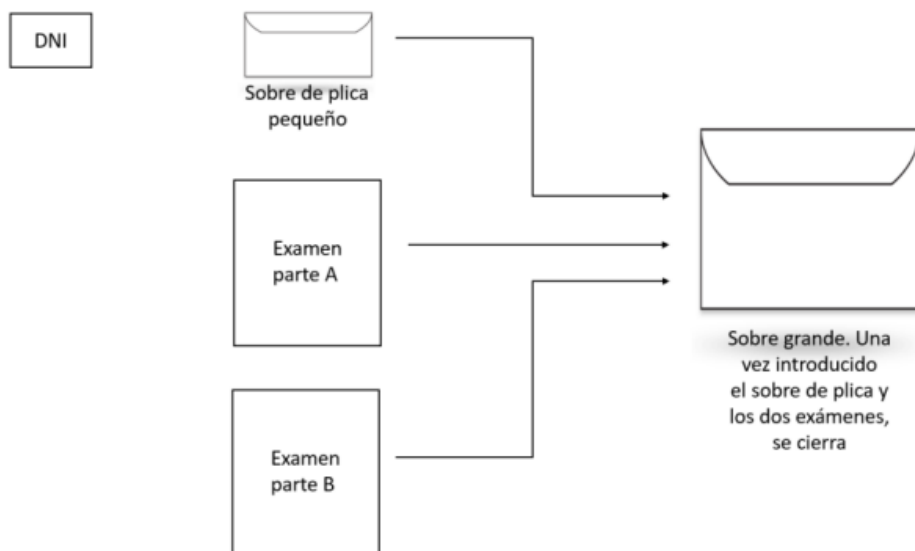 DNI
Sobre de plica
pequeño
Examen
parte A
Examen
parte B
Sobre grande. Una
vez introducido
el sobre de plica y
los dos exámenes,
se cierra